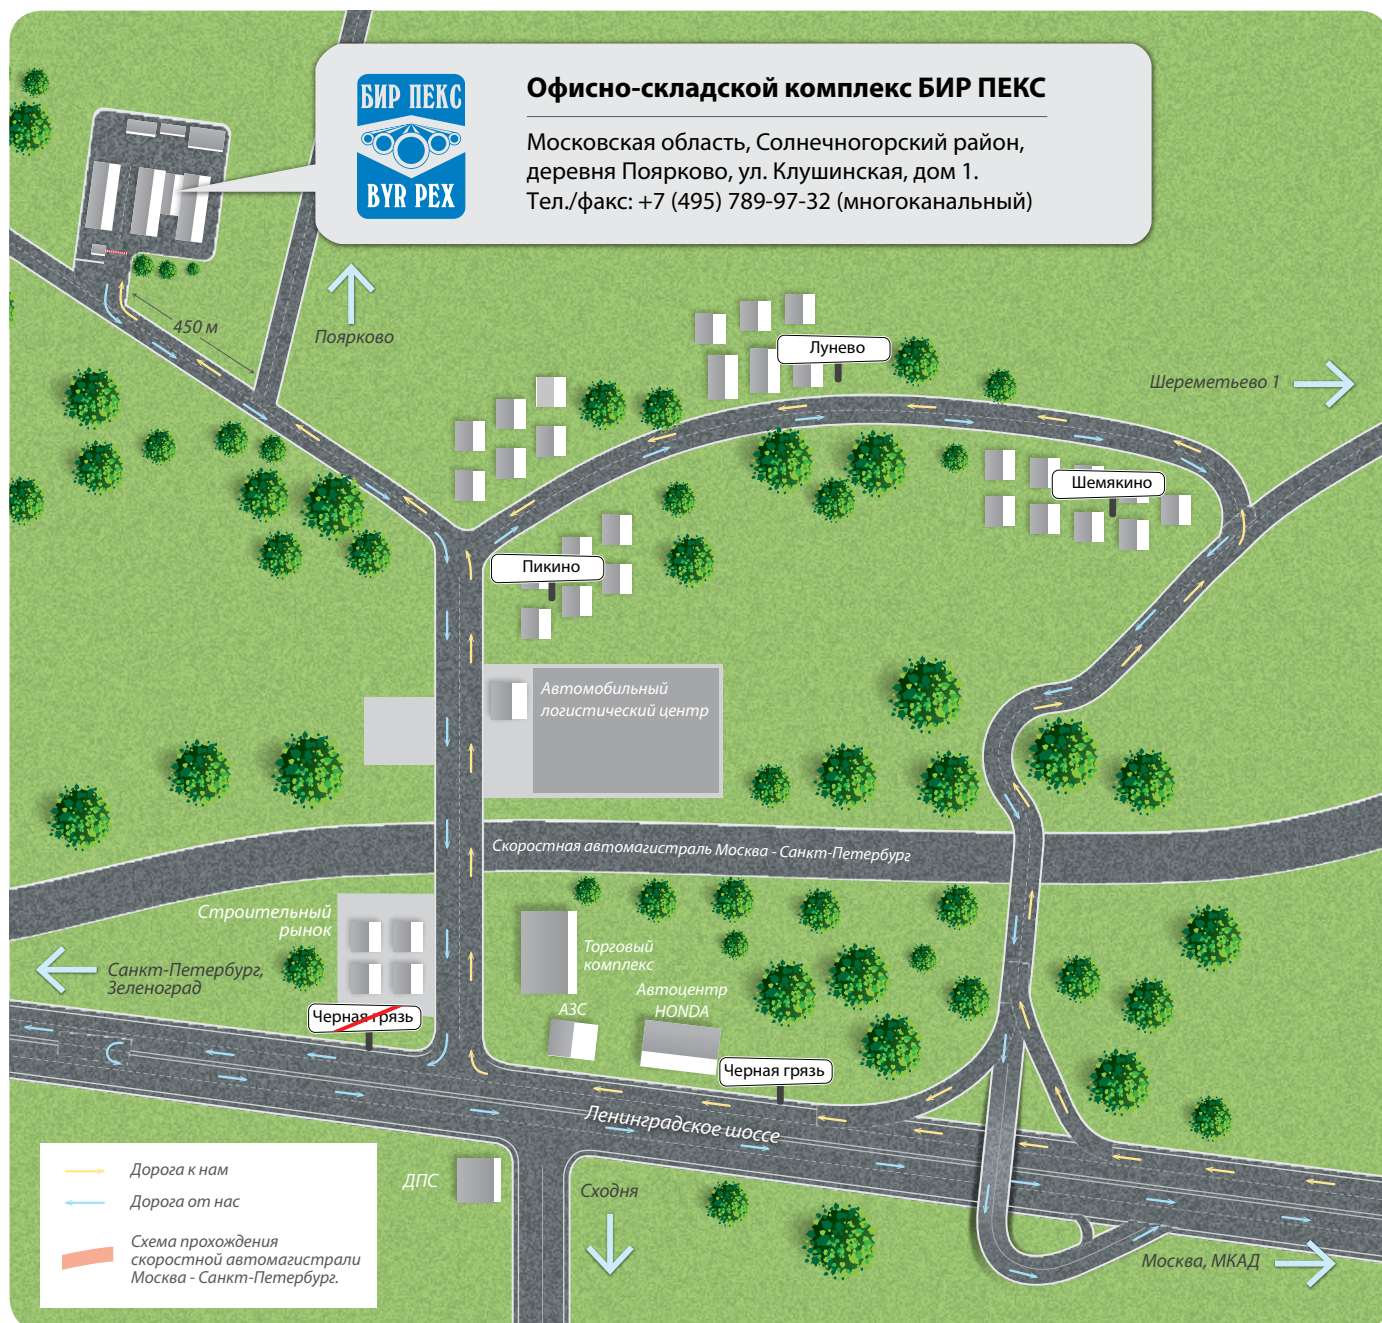 БИР ПЕКС
BYR PEX
Офисно-складской комплекс БИР ПЕКС
Московская область, Солнечногорский район,
деревня Поярково, ул. Клушинская, дом 1.
Тел./факс: +7 (495) 789-97-32 (многоканальный)
450 м
Поярково
Лунево
Шереметьево 1
Шемякино
Пикино
Автомобильный
логистический центр
Скоростная автомагистраль Москва - Санкт-Петербург
Строительный
рынок
Торговый
комплекс
Санкт-Петербург,
Зеленоград
Автоцентр
HONDA
АЗС
Черная грязь
Черная грязь
Ленинградское шоссе
ДПС
Сходня
Москва, МКАД
Дорога к нам
Дорога от нас
Схема прохождения
скоростной автомагистрали
Москва - Санкт-Петербург.